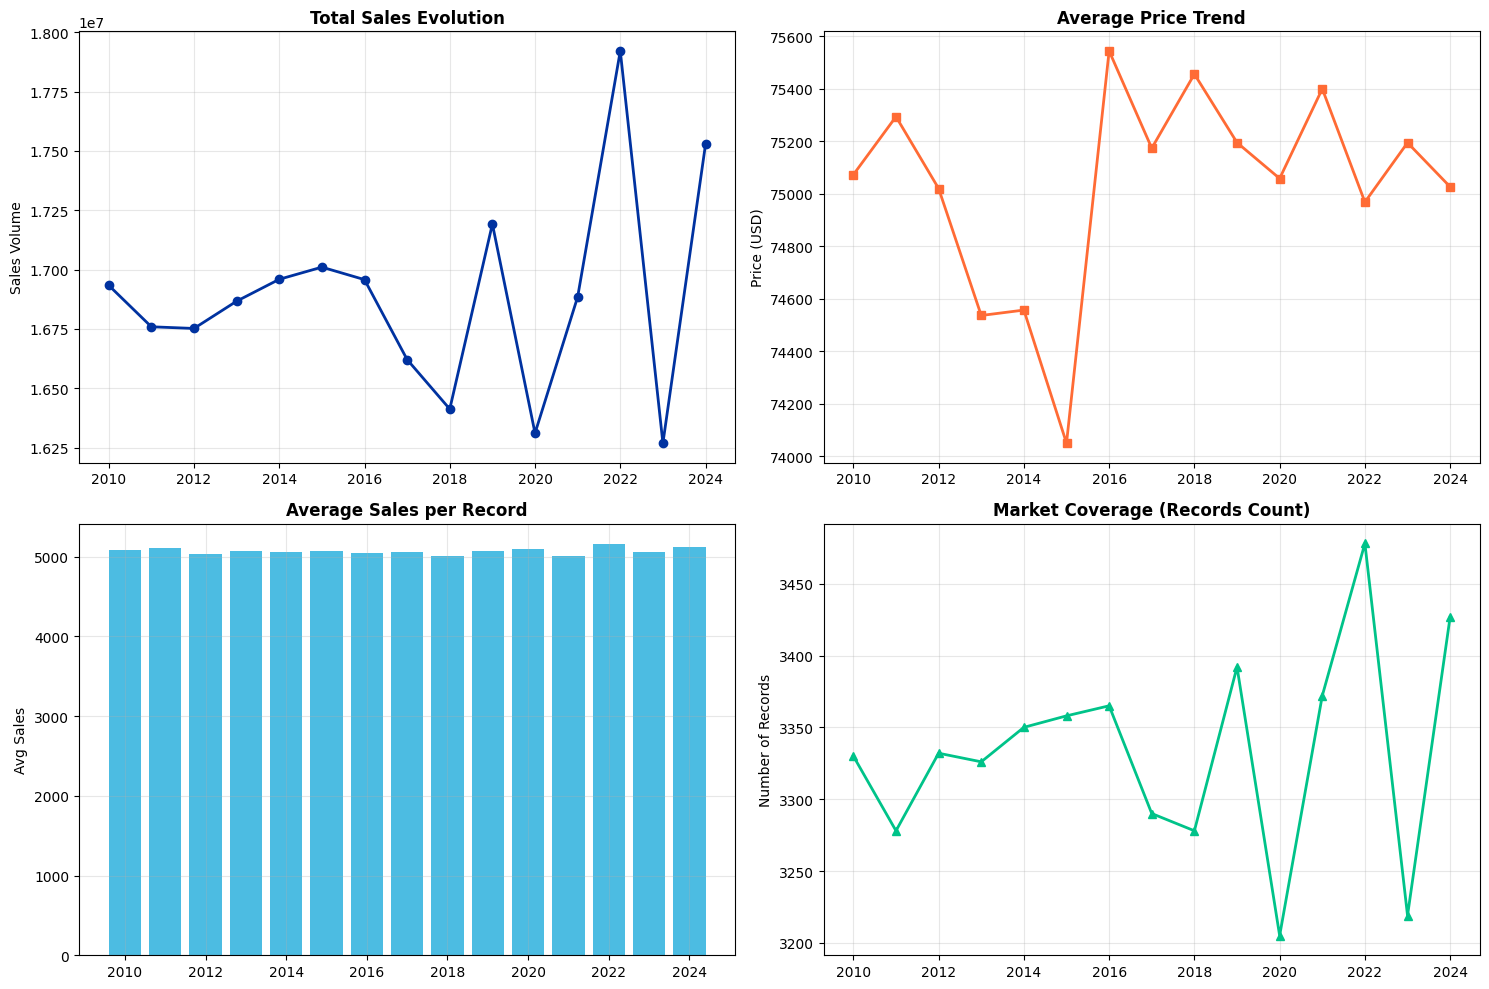 Total Sales Evolution
1e7
1.800
1.775
1.750
1.725
1.700
1.675
1.650
1.625
Sales Volume
2010 2012 2014 2016 2018 2020 2022 2024
Average Price Trend
75600
75400
75200
75000
74800
74600
74400
74200
74000
Price (USD)
2010 2012 2014 2016 2018 2020 2022 2024
Average Sales per Record
5000
4000
3000
2000
1000
0
Avg Sales
2010 2012 2014 2016 2018 2020 2022 2024
Market Coverage (Records Count)
3450
3400
3350
3300
3250
3200
Number of Records
2010 2012 2014 2016 2018 2020 2022 2024